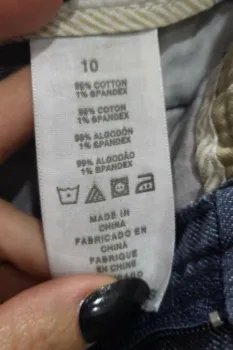 10
99% COTTON
1% SPANDEX
99% COTON
1% SPANDEX
99% ALGODÓN
1% SPANDEX
99% ALGODÃO
1% SPANDEX
MADE IN
CHINA
FABRICADO EN
CHINA
FABRIQUE
EN CHINE